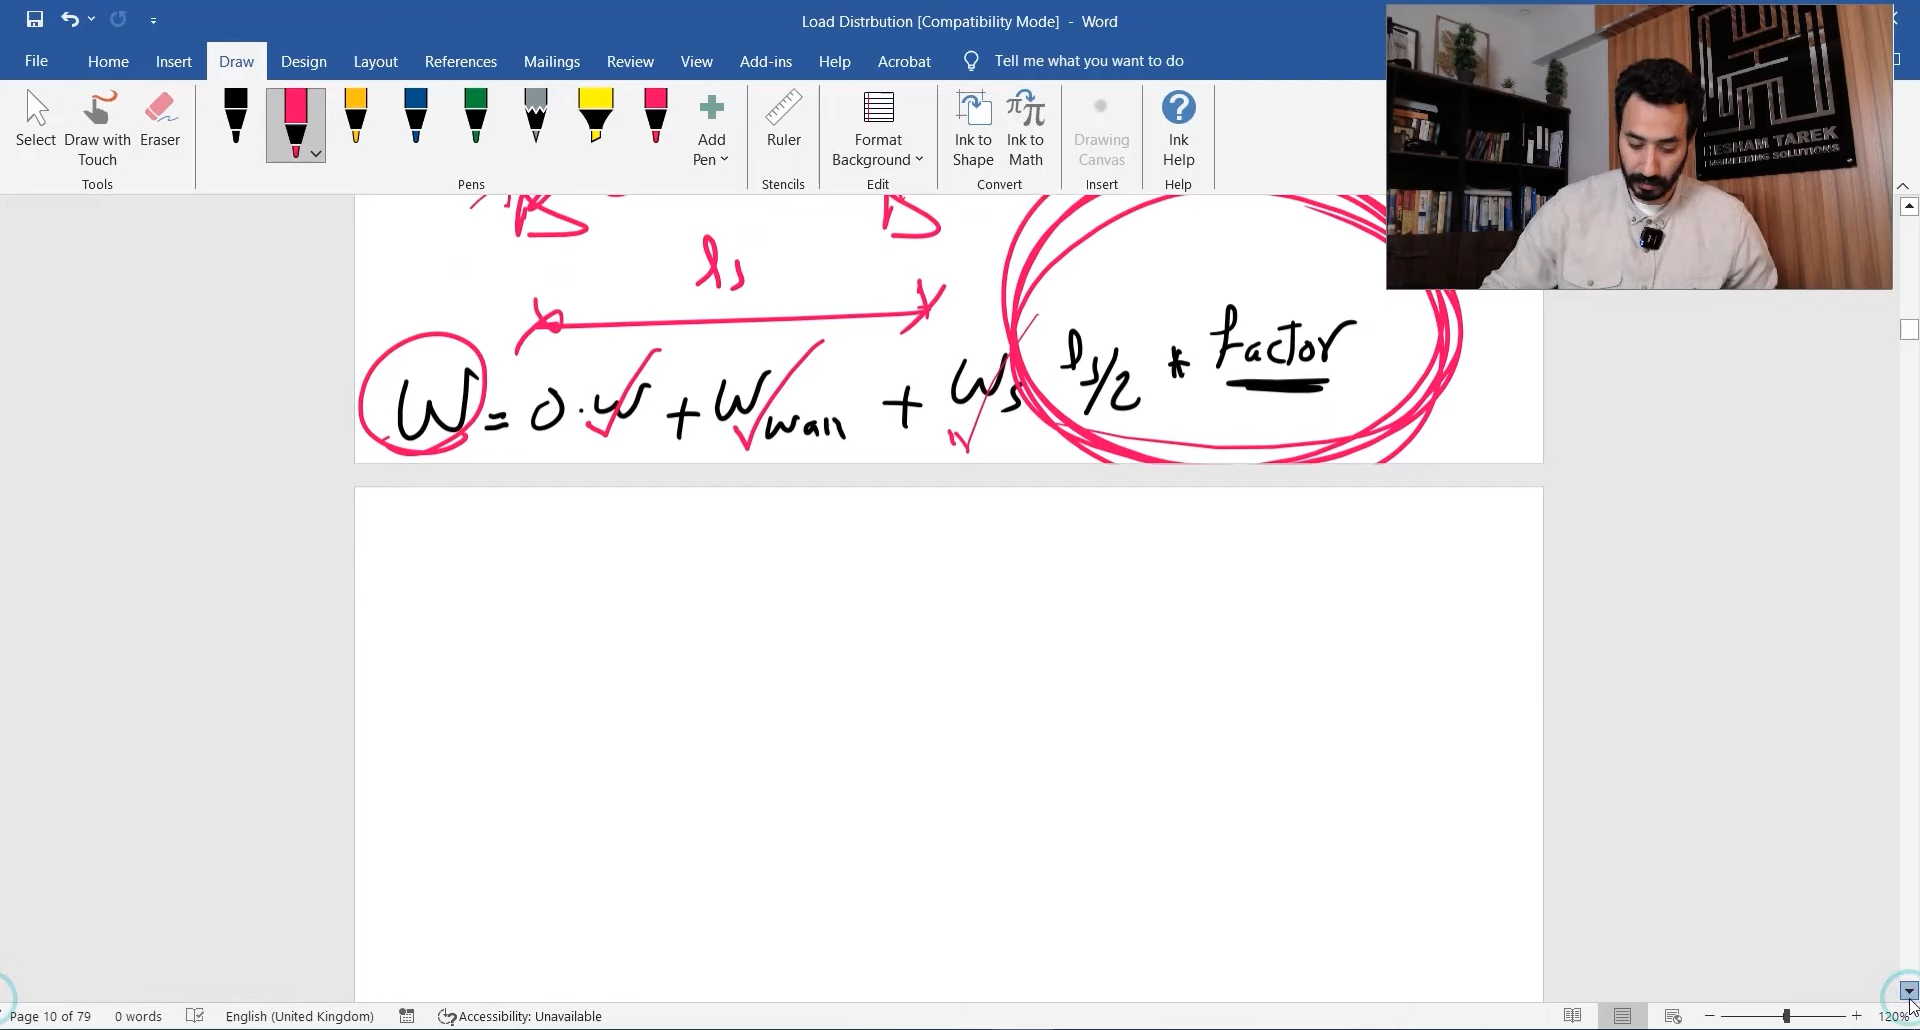 Load Distrbution [Compatibility Mode] - Word
File Home Insert Draw Design Layout References Mailings Review View Add-ins Help Acrobat Tell me what you want to do
Select
Draw with Touch
Eraser
Tools
Pens
Add Pen
Ruler
Stencils
Format Background
Edit
Ink to Shape
Ink to Math
Convert
Drawing Canvas
Insert
Ink Help
Help
HESHAM TAREK
ENGINEERING SOLUTIONS
ls
W = o.w + Wwall + Ws ls/2 * factor
Page 10 of 79 0 words English (United Kingdom) Accessibility: Unavailable 120%